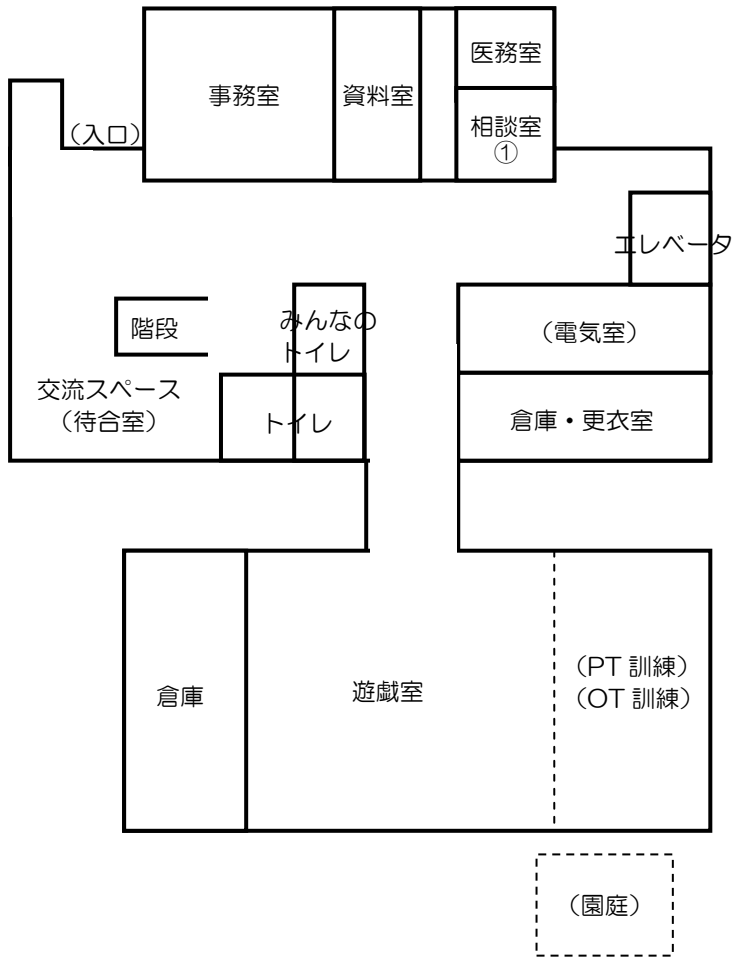 医務室
事務室
資料室
相談室
①
（入口）
エレベータ
みんなの
トイレ
階段
（電気室）
交流スペース
（待合室）
トイレ
倉庫・更衣室
（PT 訓練）
（OT 訓練）
倉庫
遊戯室
（園庭）